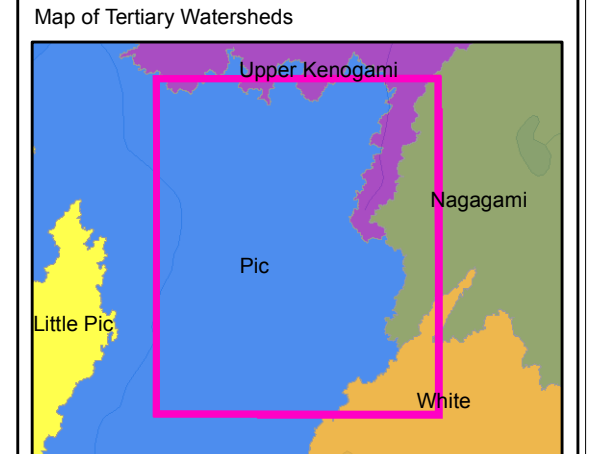 Map of Tertiary Watersheds
Upper Kenogami
Nagagami
Pic
Little Pic
White